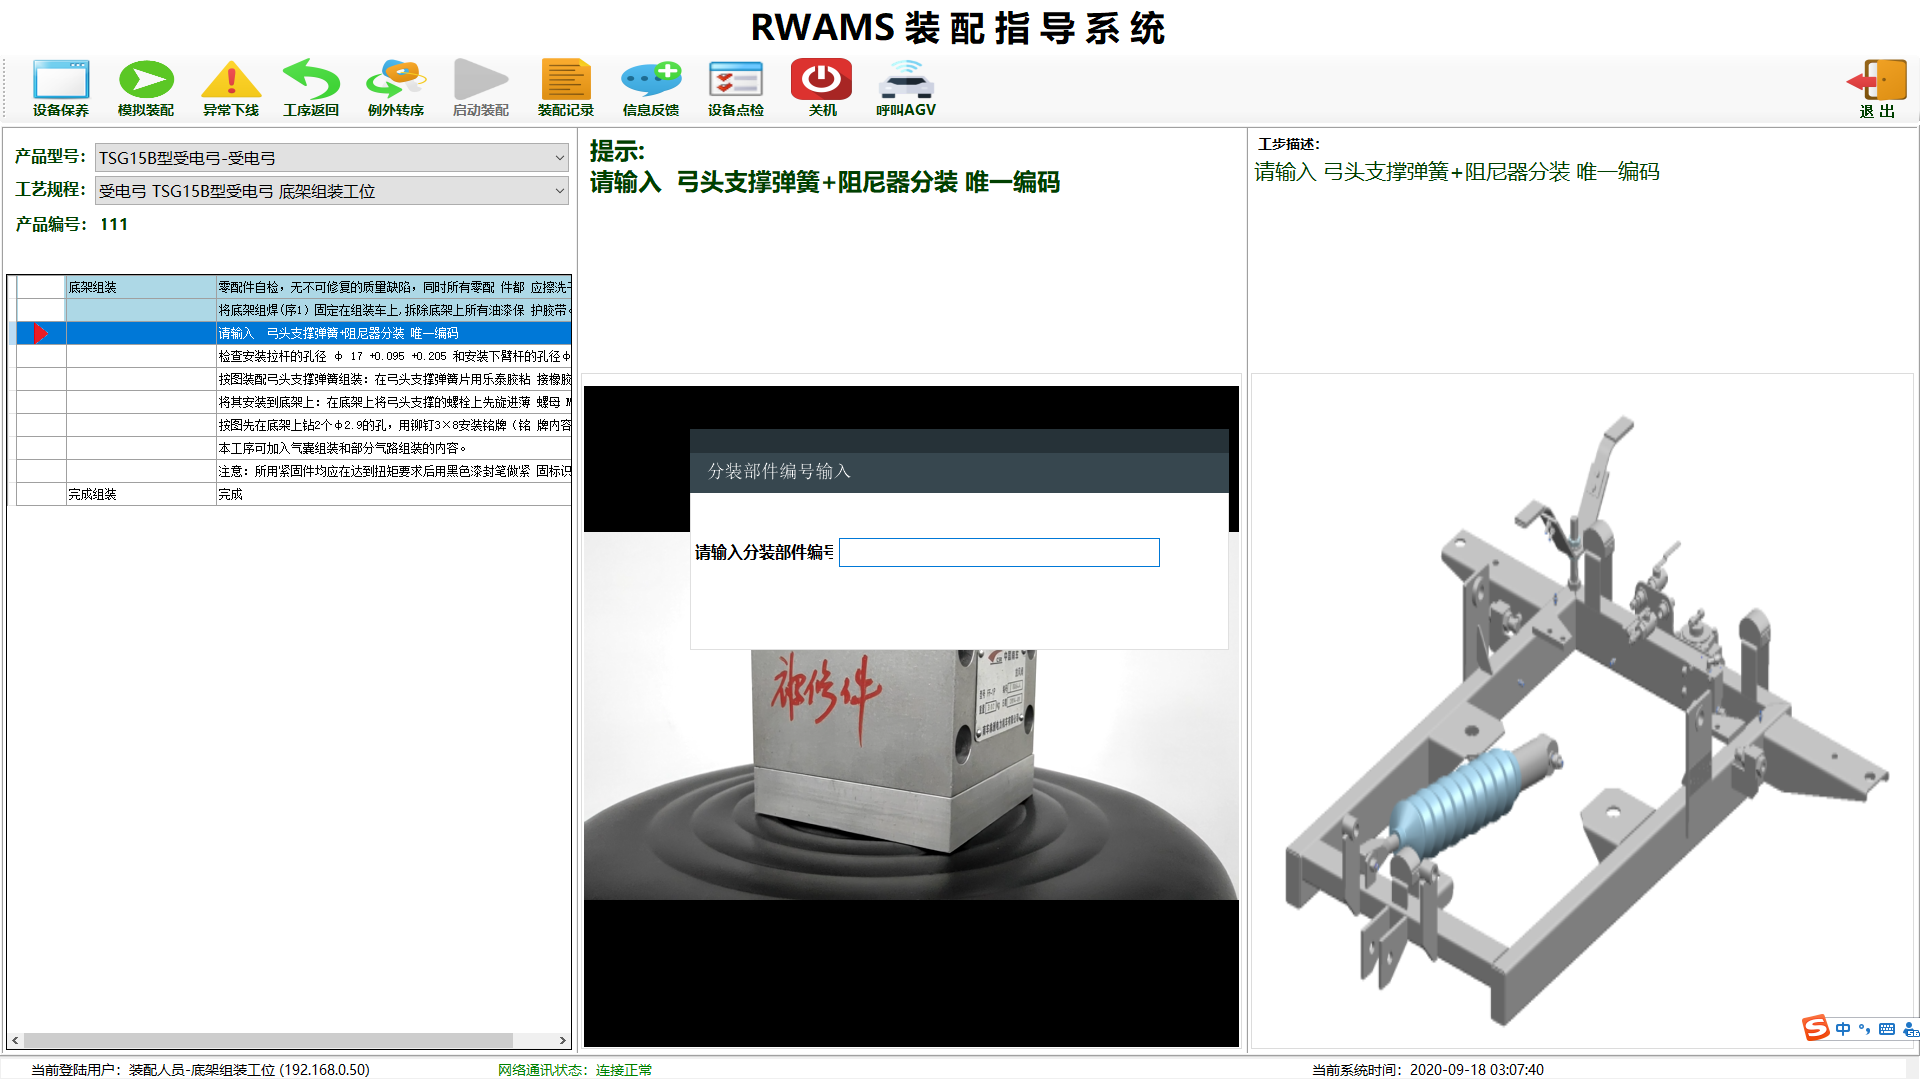 RWAMS 装 配 指 导 系 统
设备保养 模拟装配 异常下线 工序返回 例外转序 启动装配 装配记录 信息反馈 设备点检 关机 呼叫AGV 退 出
产品型号： TSG15B型受电弓-受电弓
工艺规程： 受电弓 TSG15B型受电弓 底架组装工位
产品编号： 111
底架组装 零配件自检，无不可修复的质量缺陷，同时所有零配 件都 应擦洗
将底架组焊(序1）固定在组装车上,拆除底架上所有油漆保 护胶带
请输入 弓头支撑弹簧+阻尼器分装 唯一编码
检查安装拉杆的孔径 φ 17 +0.095 +0.205 和安装下臂杆的孔径φ
按图装配弓头支撑弹簧组装：在弓头支撑弹簧片用乐泰胶粘 接橡胶
将其安装到底架上：在底架上将弓头支撑的螺栓上先旋进薄 螺母 M
按图先在底架上钻2个φ2.9的孔，用铆钉3×8安装铭牌（铭 牌内容
本工序可加入气囊组装和部分气路组装的内容。
注意：所用紧固件均应在达到扭矩要求后用黑色漆封笔做紧 固标识
完成组装 完成
提示:
请输入 弓头支撑弹簧+阻尼器分装 唯一编码
分装部件编号输入
请输入分装部件编号
被修件
工步描述：
请输入 弓头支撑弹簧+阻尼器分装 唯一编码
中
当前登陆用户： 装配人员-底架组装工位 (192.168.0.50) 网络通讯状态： 连接正常 当前系统时间： 2020-09-18 03:07:40